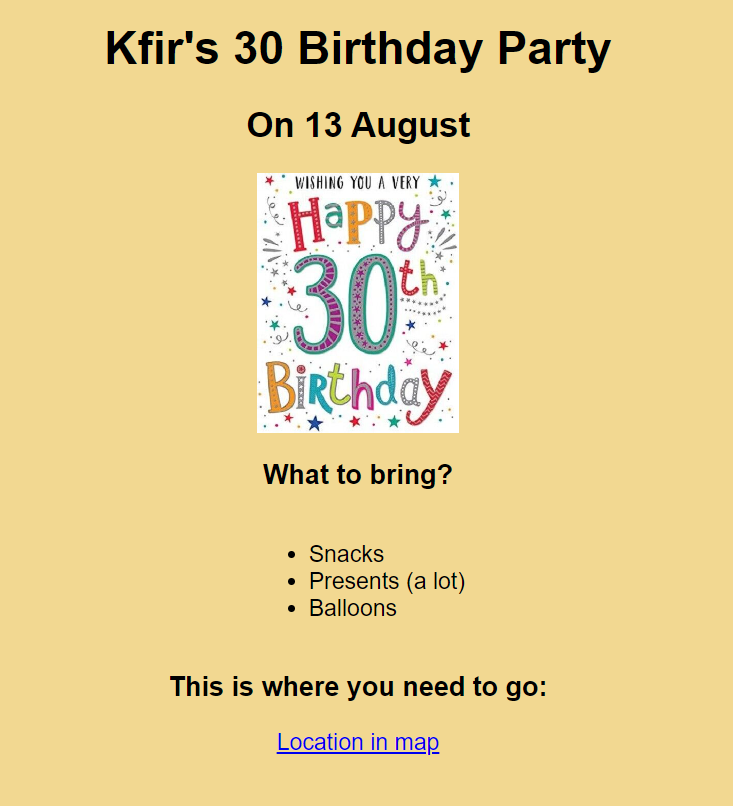 Kfir's 30 Birthday Party
On 13 August
WISHING YOU A VERY
HaPPy
30th
BiRthday
What to bring?
• Snacks
• Presents (a lot)
• Balloons
This is where you need to go:
Location in map